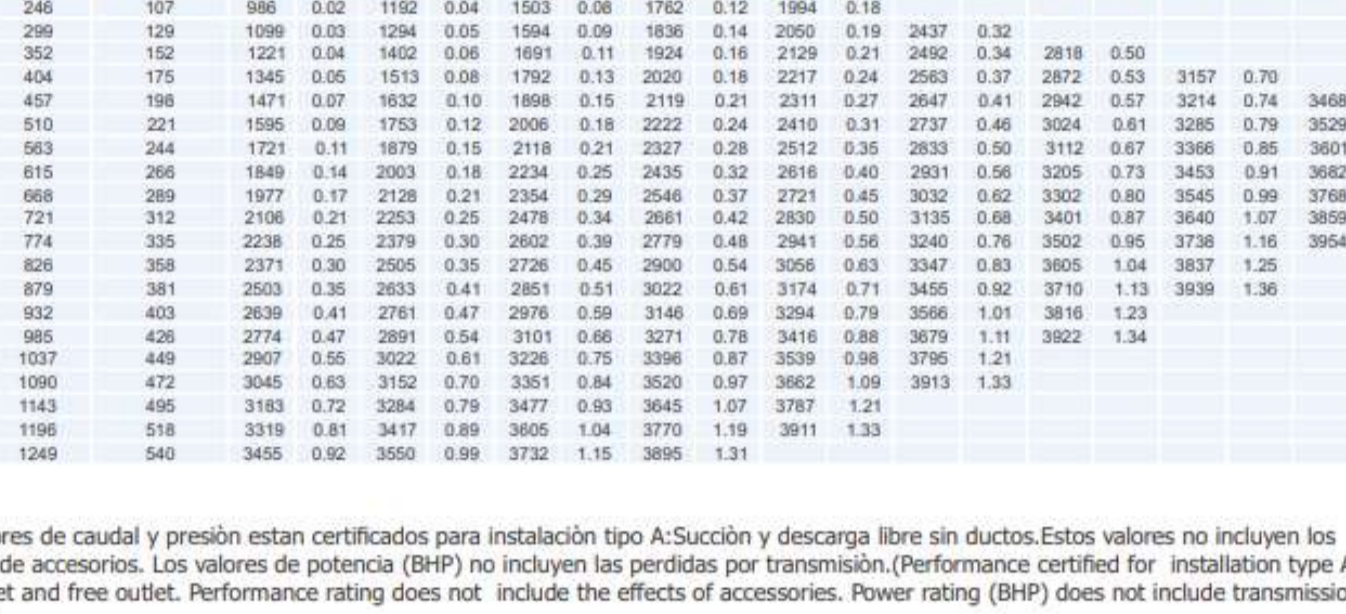 246 107 986 0.02 1192 0.04 1503 0.08 1762 0.12 1994 0.18
299 129 1099 0.03 1294 0.05 1594 0.09 1836 0.14 2050 0.19 2437 0.32
352 152 1221 0.04 1402 0.06 1691 0.11 1924 0.16 2129 0.21 2492 0.34 2818 0.50
404 175 1345 0.05 1513 0.08 1792 0.13 2020 0.18 2217 0.24 2563 0.37 2872 0.53 3157 0.70
457 198 1471 0.07 1632 0.10 1898 0.15 2119 0.21 2311 0.27 2647 0.41 2942 0.57 3214 0.74 3468
510 221 1595 0.09 1753 0.12 2006 0.18 2222 0.24 2410 0.31 2737 0.46 3024 0.61 3285 0.79 3529
563 244 1721 0.11 1879 0.15 2118 0.21 2327 0.28 2512 0.35 2833 0.50 3112 0.67 3366 0.85 3601
615 266 1849 0.14 2003 0.18 2234 0.25 2435 0.32 2616 0.40 2931 0.56 3205 0.73 3453 0.91 3682
668 289 1977 0.17 2128 0.21 2354 0.29 2546 0.37 2721 0.45 3032 0.62 3302 0.80 3545 0.99 3768
721 312 2106 0.21 2253 0.25 2478 0.34 2661 0.42 2830 0.50 3135 0.68 3401 0.87 3640 1.07 3859
774 335 2238 0.25 2379 0.30 2602 0.39 2779 0.48 2941 0.56 3240 0.76 3502 0.95 3738 1.16 3954
826 358 2371 0.30 2505 0.35 2726 0.45 2900 0.54 3056 0.63 3347 0.83 3605 1.04 3837 1.25
879 381 2503 0.35 2633 0.41 2851 0.51 3022 0.61 3174 0.71 3455 0.92 3710 1.13 3939 1.36
932 403 2639 0.41 2761 0.47 2976 0.59 3146 0.69 3294 0.79 3566 1.01 3816 1.23
985 426 2774 0.47 2891 0.54 3101 0.66 3271 0.78 3416 0.88 3679 1.11 3922 1.34
1037 449 2907 0.55 3022 0.61 3226 0.75 3396 0.87 3539 0.98 3795 1.21
1090 472 3045 0.63 3152 0.70 3351 0.84 3520 0.97 3662 1.09 3913 1.33
1143 495 3183 0.72 3284 0.79 3477 0.93 3645 1.07 3787 1.21
1196 518 3319 0.81 3417 0.89 3605 1.04 3770 1.19 3911 1.33
1249 540 3455 0.92 3550 0.99 3732 1.15 3895 1.31
res de caudal y presiòn estan certificados para instalaciòn tipo A:Succiòn y descarga libre sin ductos.Estos valores no incluyen los
de accesorios. Los valores de potencia (BHP) no incluyen las perdidas por transmisiòn.(Performance certified for installation type A
et and free outlet. Performance rating does not include the effects of accessories. Power rating (BHP) does not include transmissio